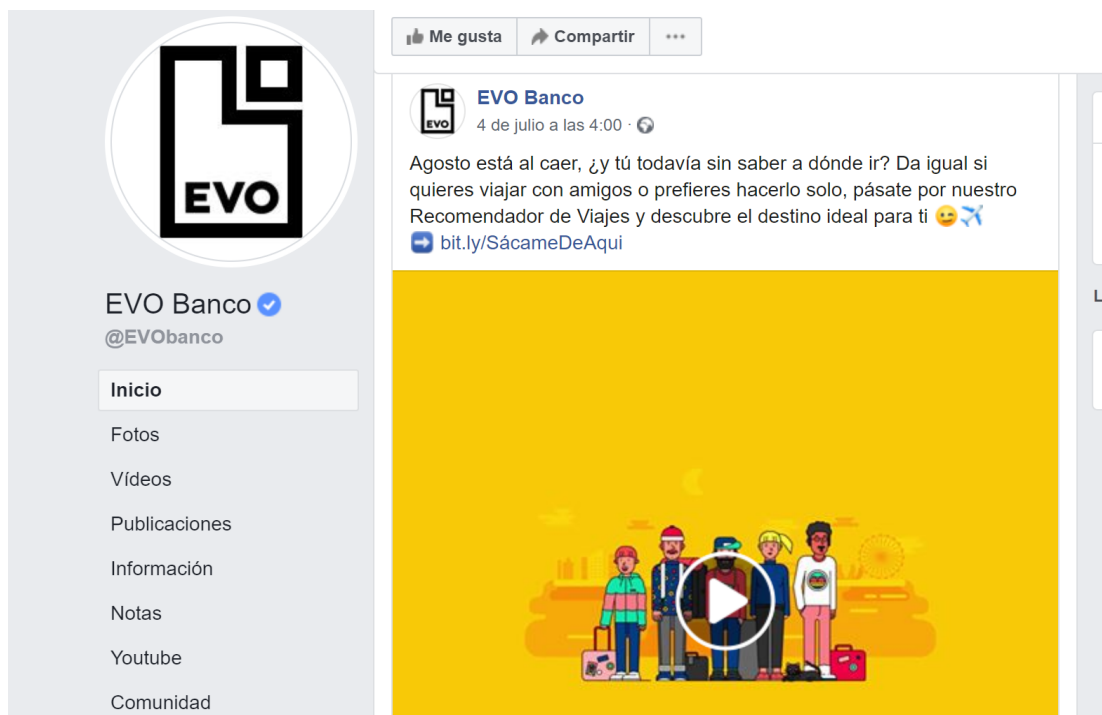 EVO
EVO Banco
@EVObanco
Inicio
Fotos
Vídeos
Publicaciones
Información
Notas
Youtube
Comunidad
Me gusta
Compartir
EVO
EVO Banco
4 de julio a las 4:00 ·
Agosto está al caer, ¿y tú todavía sin saber a dónde ir? Da igual si
quieres viajar con amigos o prefieres hacerlo solo, pásate por nuestro
Recomendador de Viajes y descubre el destino ideal para ti 😉✈️
➡️ bit.ly/SácameDeAqui
L